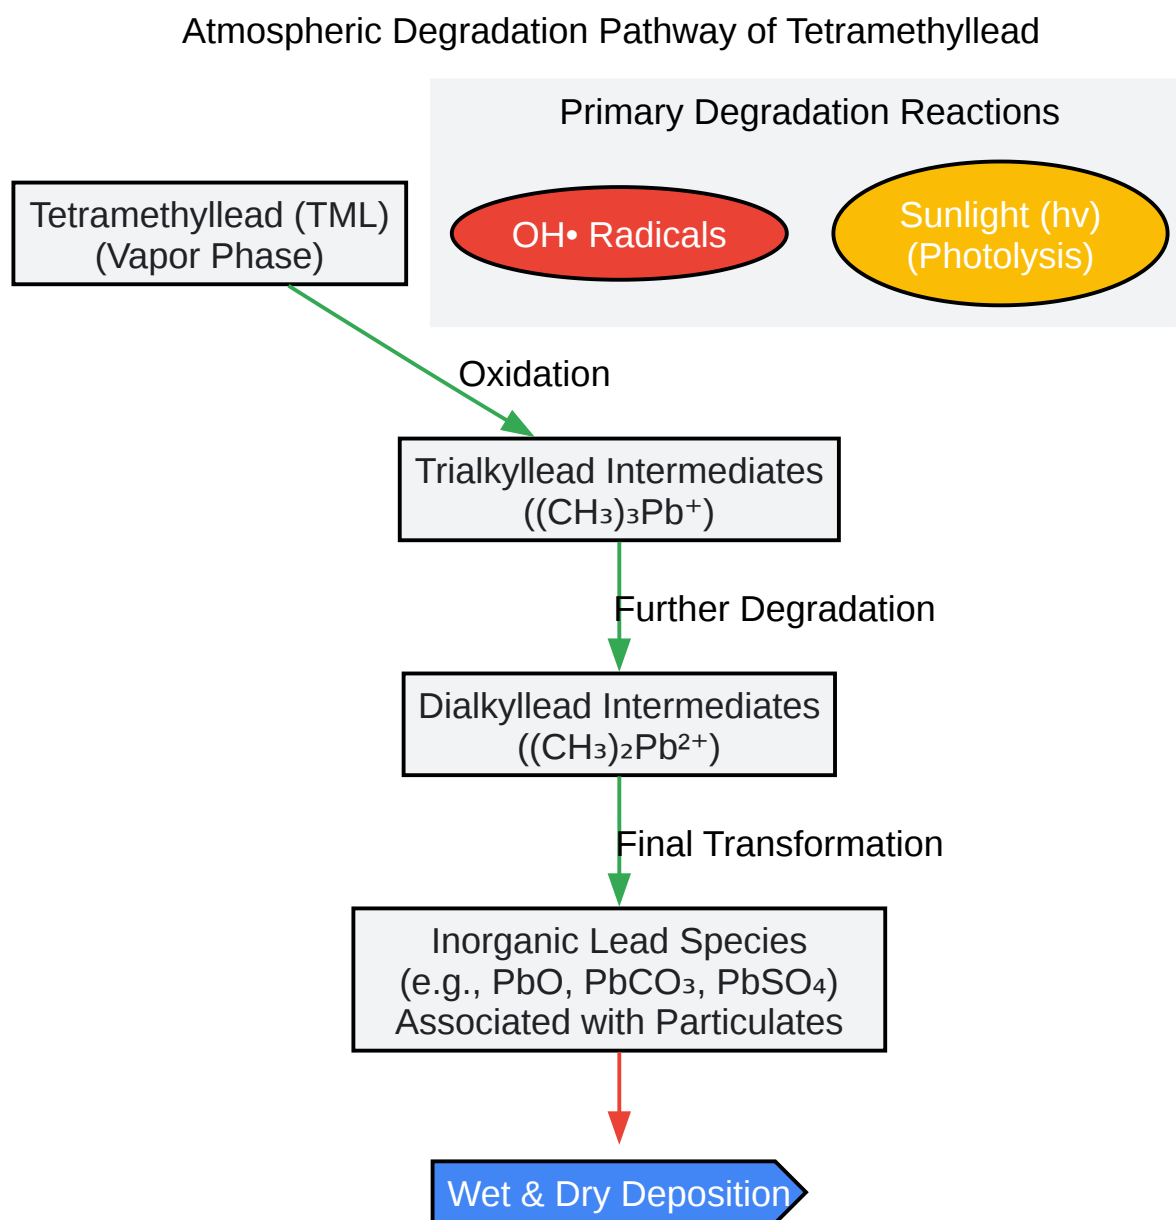 Atmospheric Degradation Pathway of Tetramethyllead
Primary Degradation Reactions
Tetramethyllead (TML)
(Vapor Phase)
OH• Radicals
Sunlight (hv)
(Photolysis)
Oxidation
Trialkyllead Intermediates
((CH₃)₃Pb⁺)
Further Degradation
Dialkyllead Intermediates
((CH₃)₂Pb²⁺)
Final Transformation
Inorganic Lead Species
(e.g., PbO, PbCO₃, PbSO₄)
Associated with Particulates
Wet & Dry Deposition